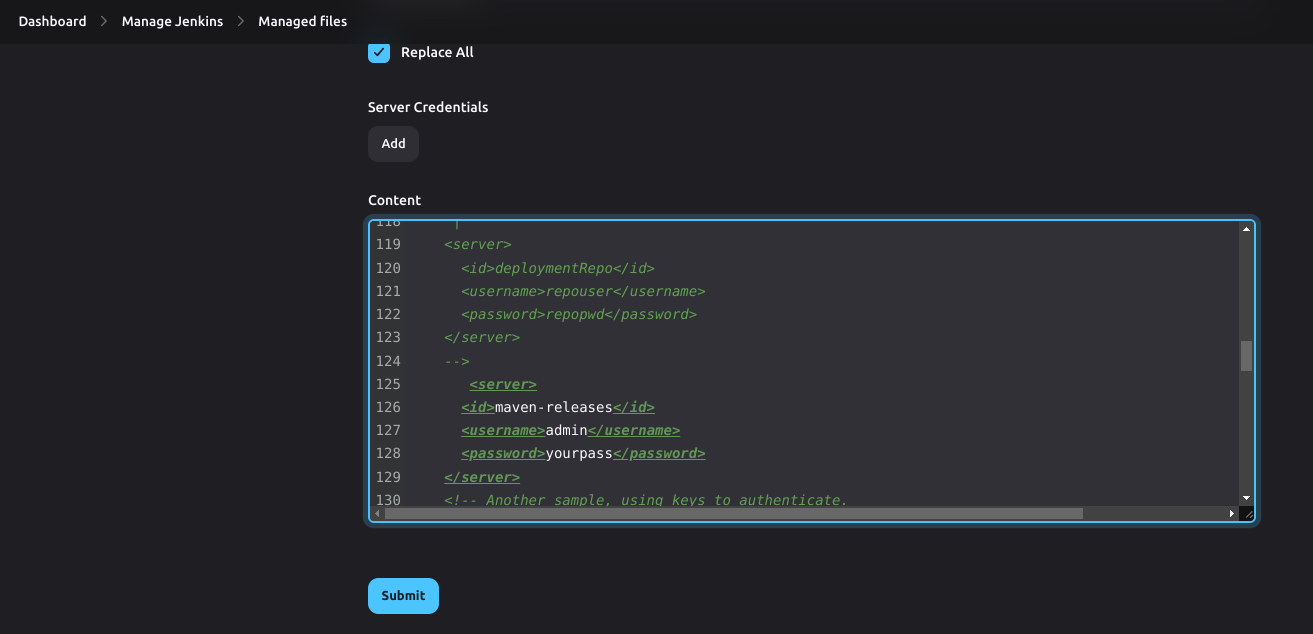 Dashboard > Manage Jenkins > Managed files
Replace All
Server Credentials
Add
Content
118 |
119 <server>
120 <id>deploymentRepo</id>
121 <username>repouser</username>
122 <password>repopwd</password>
123 </server>
124 -->
125 <server>
126 <id>maven-releases</id>
127 <username>admin</username>
128 <password>yourpass</password>
129 </server>
130 <!-- Another sample, using keys to authenticate.
Submit